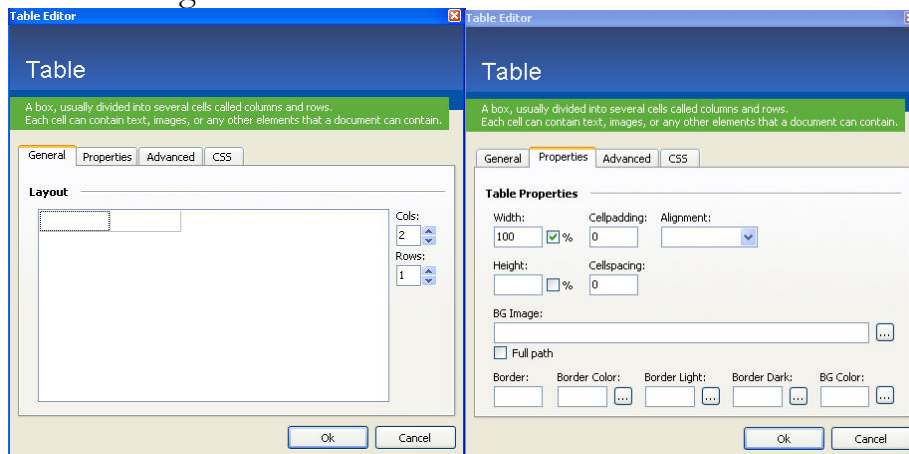 Table Editor
Table
A box, usually divided into several cells called columns and rows.
Each cell can contain text, images, or any other elements that a document can contain.
General Properties Advanced CSS
Layout
Cols:
2
Rows:
1
Ok Cancel
Table Editor
Table
A box, usually divided into several cells called columns and rows.
Each cell can contain text, images, or any other elements that a document can contain.
General Properties Advanced CSS
Table Properties
Width: Cellpadding: Alignment:
100 % 0
Height: Cellspacing:
% 0
BG Image:
...
Full path
Border: Border Color: Border Light: Border Dark: BG Color:
... ... ... ...
Ok Cancel